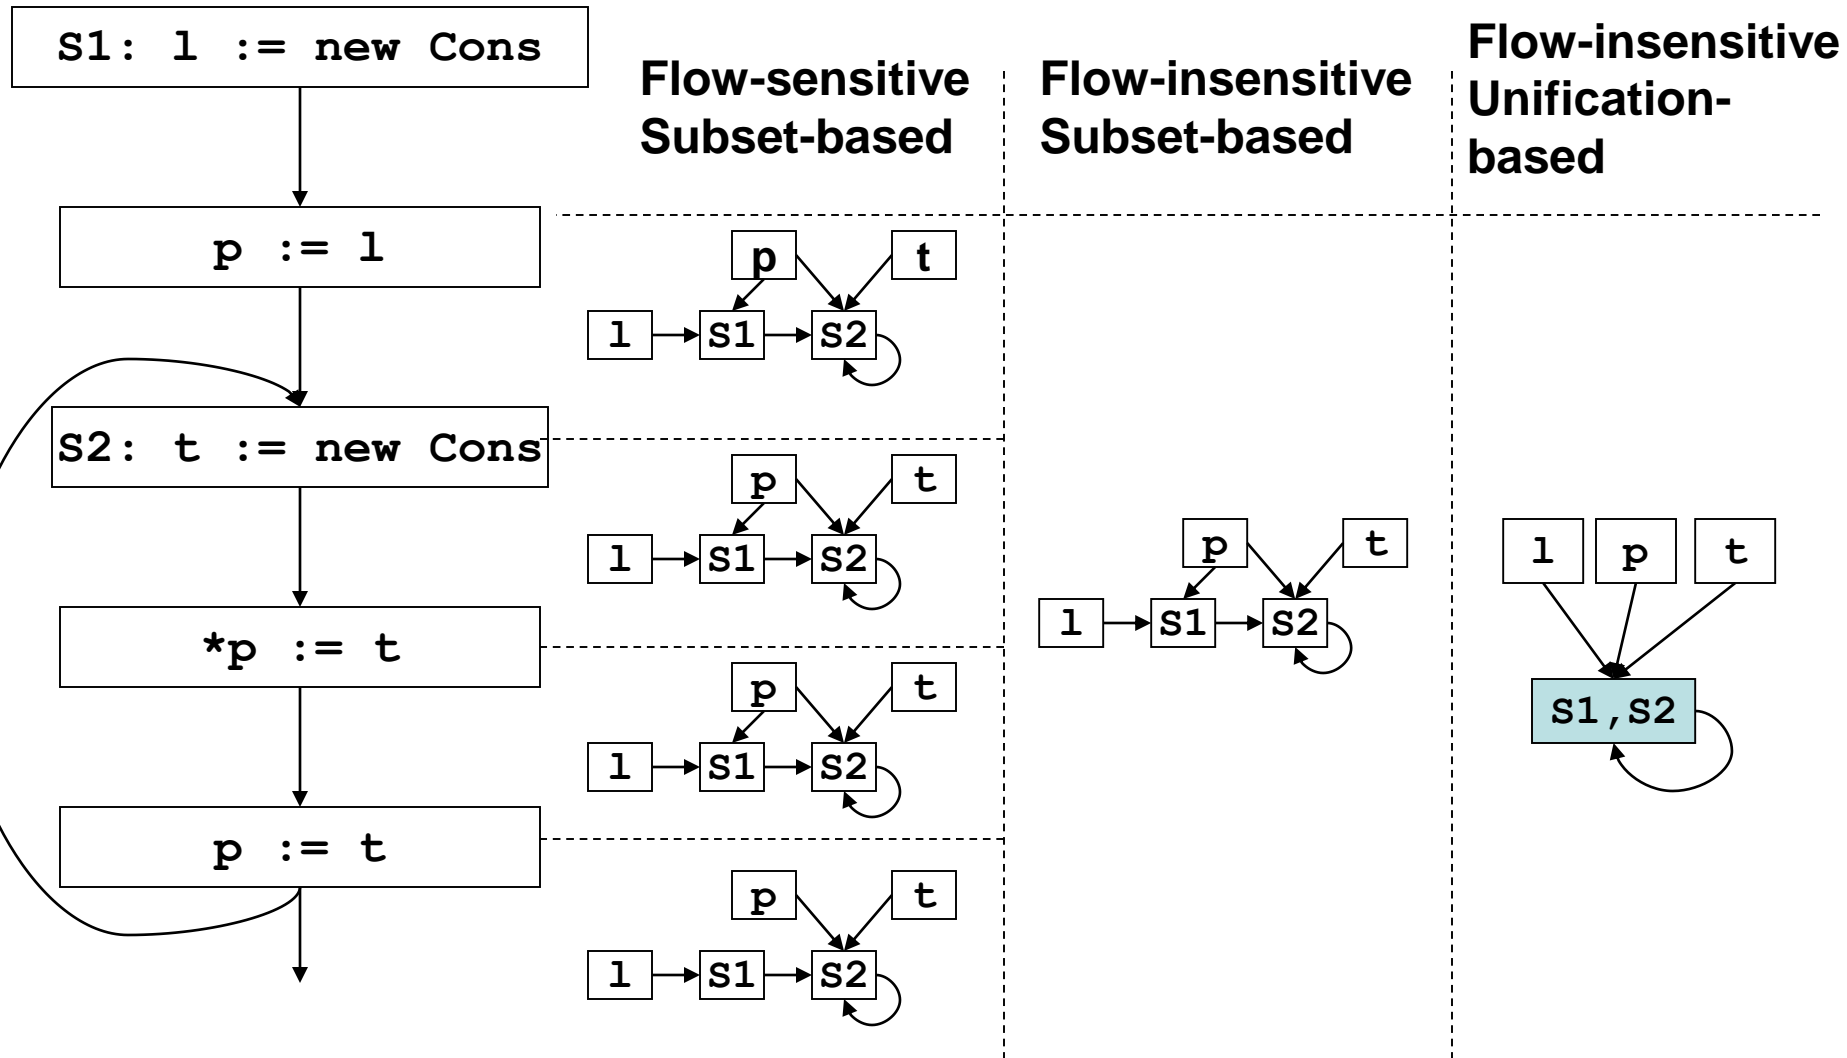 S1: l := new Cons
p := l
S2: t := new Cons
*p := t
p := t
Flow-sensitive
Subset-based
p t
l S1 S2
p t
l S1 S2
p t
l S1 S2
p t
l S1 S2
Flow-insensitive
Subset-based
p t
l S1 S2
Flow-insensitive
Unification-
based
l p t
S1,S2